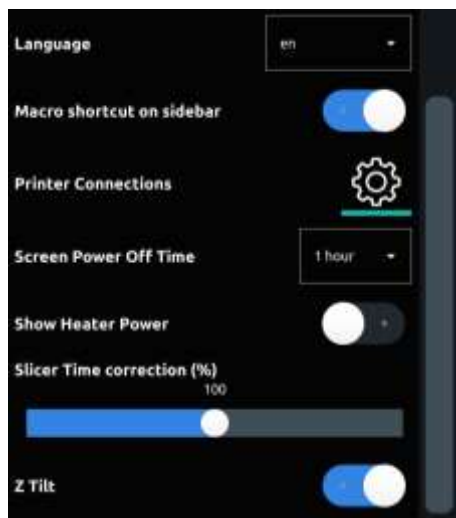 Language
en
Macro shortcut on sidebar
Printer Connections
Screen Power Off Time
1 hour
Show Heater Power
Slicer Time correction (%)
100
Z Tilt